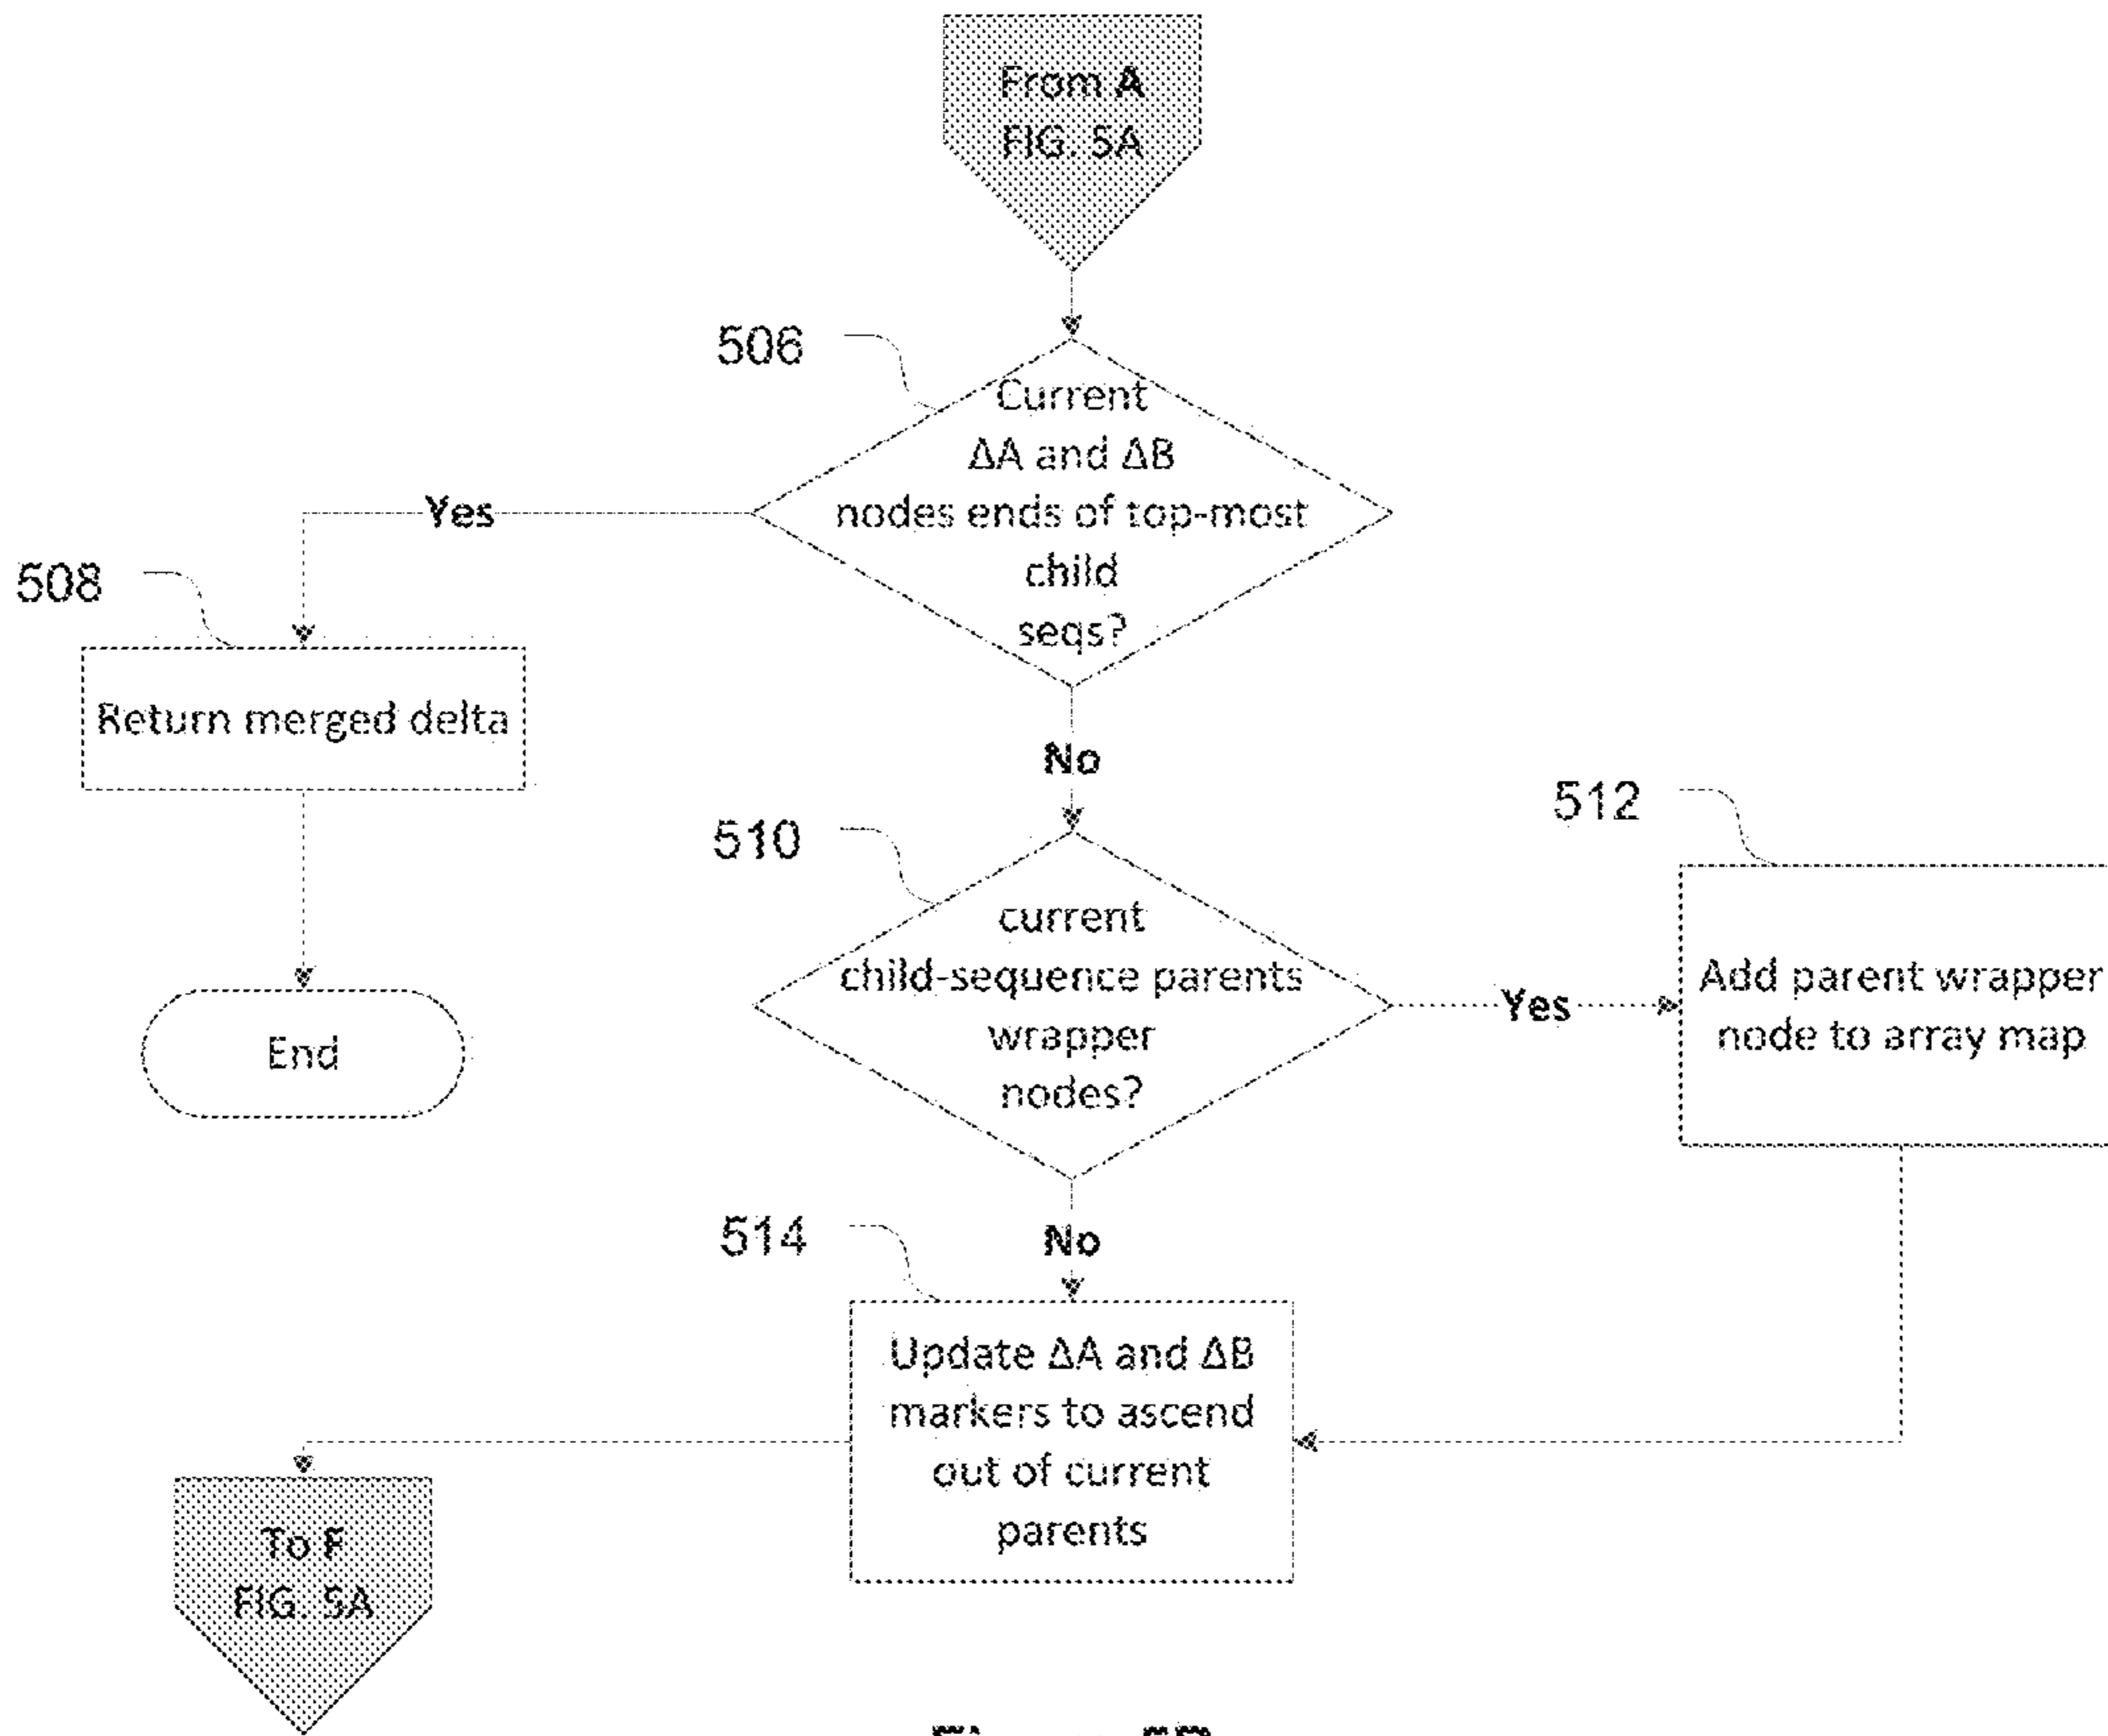 From A
FIG. 5A
506
Current
ΔA and ΔB
nodes ends of top-most
child
seqs?
Yes
508
Return merged delta
End
No
510
current
child-sequence parents
wrapper
nodes?
Yes
512
Add parent wrapper
node to array map
No
514
Update ΔA and ΔB
markers to ascend
out of current
parents
To F
FIG. 5A